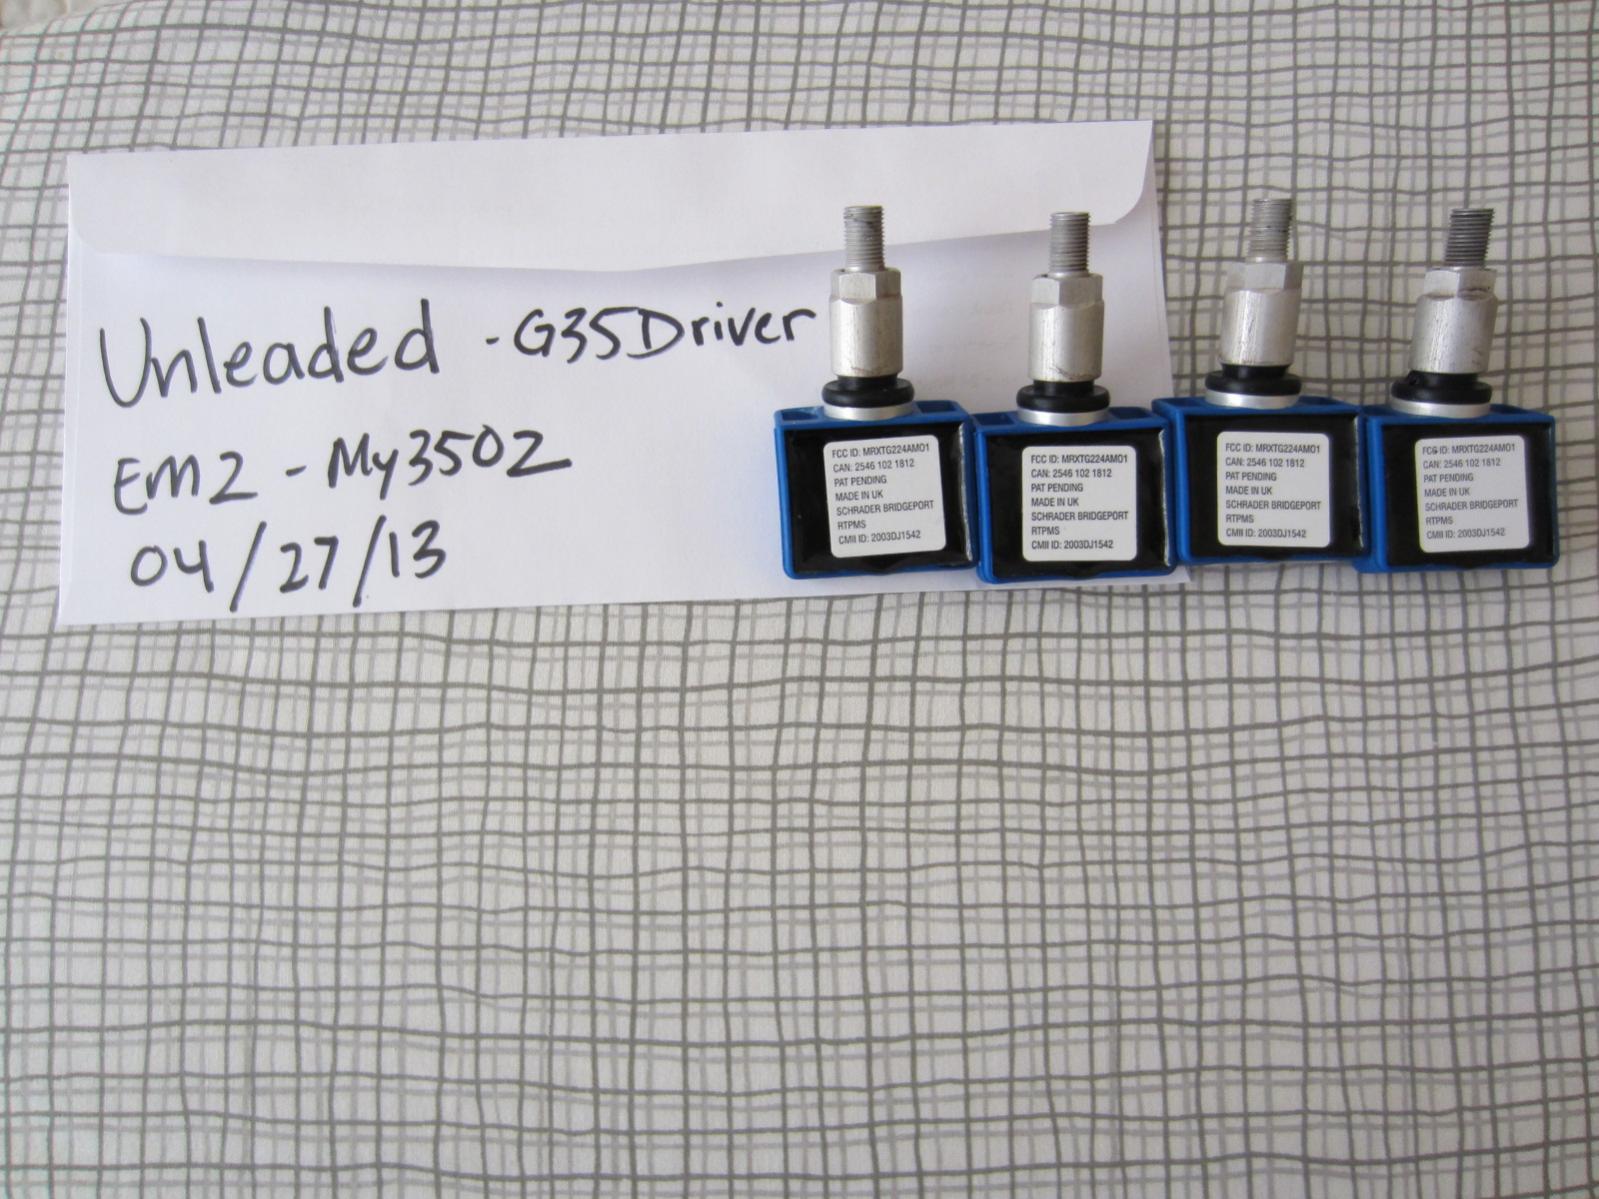 Unleaded - G35Driver
EM2 - My350Z
04/27/13
FCC ID: MRXTG224AM01
CAN: 2546 102 1812
PAT PENDING
MADE IN UK
SCHRADER BRIDGEPORT
RTPMS
CMII ID: 2003DJ1542
FCC ID: MRXTG224AM01
CAN: 2546 102 1812
PAT PENDING
MADE IN UK
SCHRADER BRIDGEPORT
RTPMS
CMII ID: 2003DJ1542
FCC ID: MRXTG224AM01
CAN: 2546 102 1812
PAT PENDING
MADE IN UK
SCHRADER BRIDGEPORT
RTPMS
CMII ID: 2003DJ1542
FCC ID: MRXTG224AM01
CAN: 2546 102 1812
PAT PENDING
MADE IN UK
SCHRADER BRIDGEPORT
RTPMS
CMII ID: 2003DJ1542